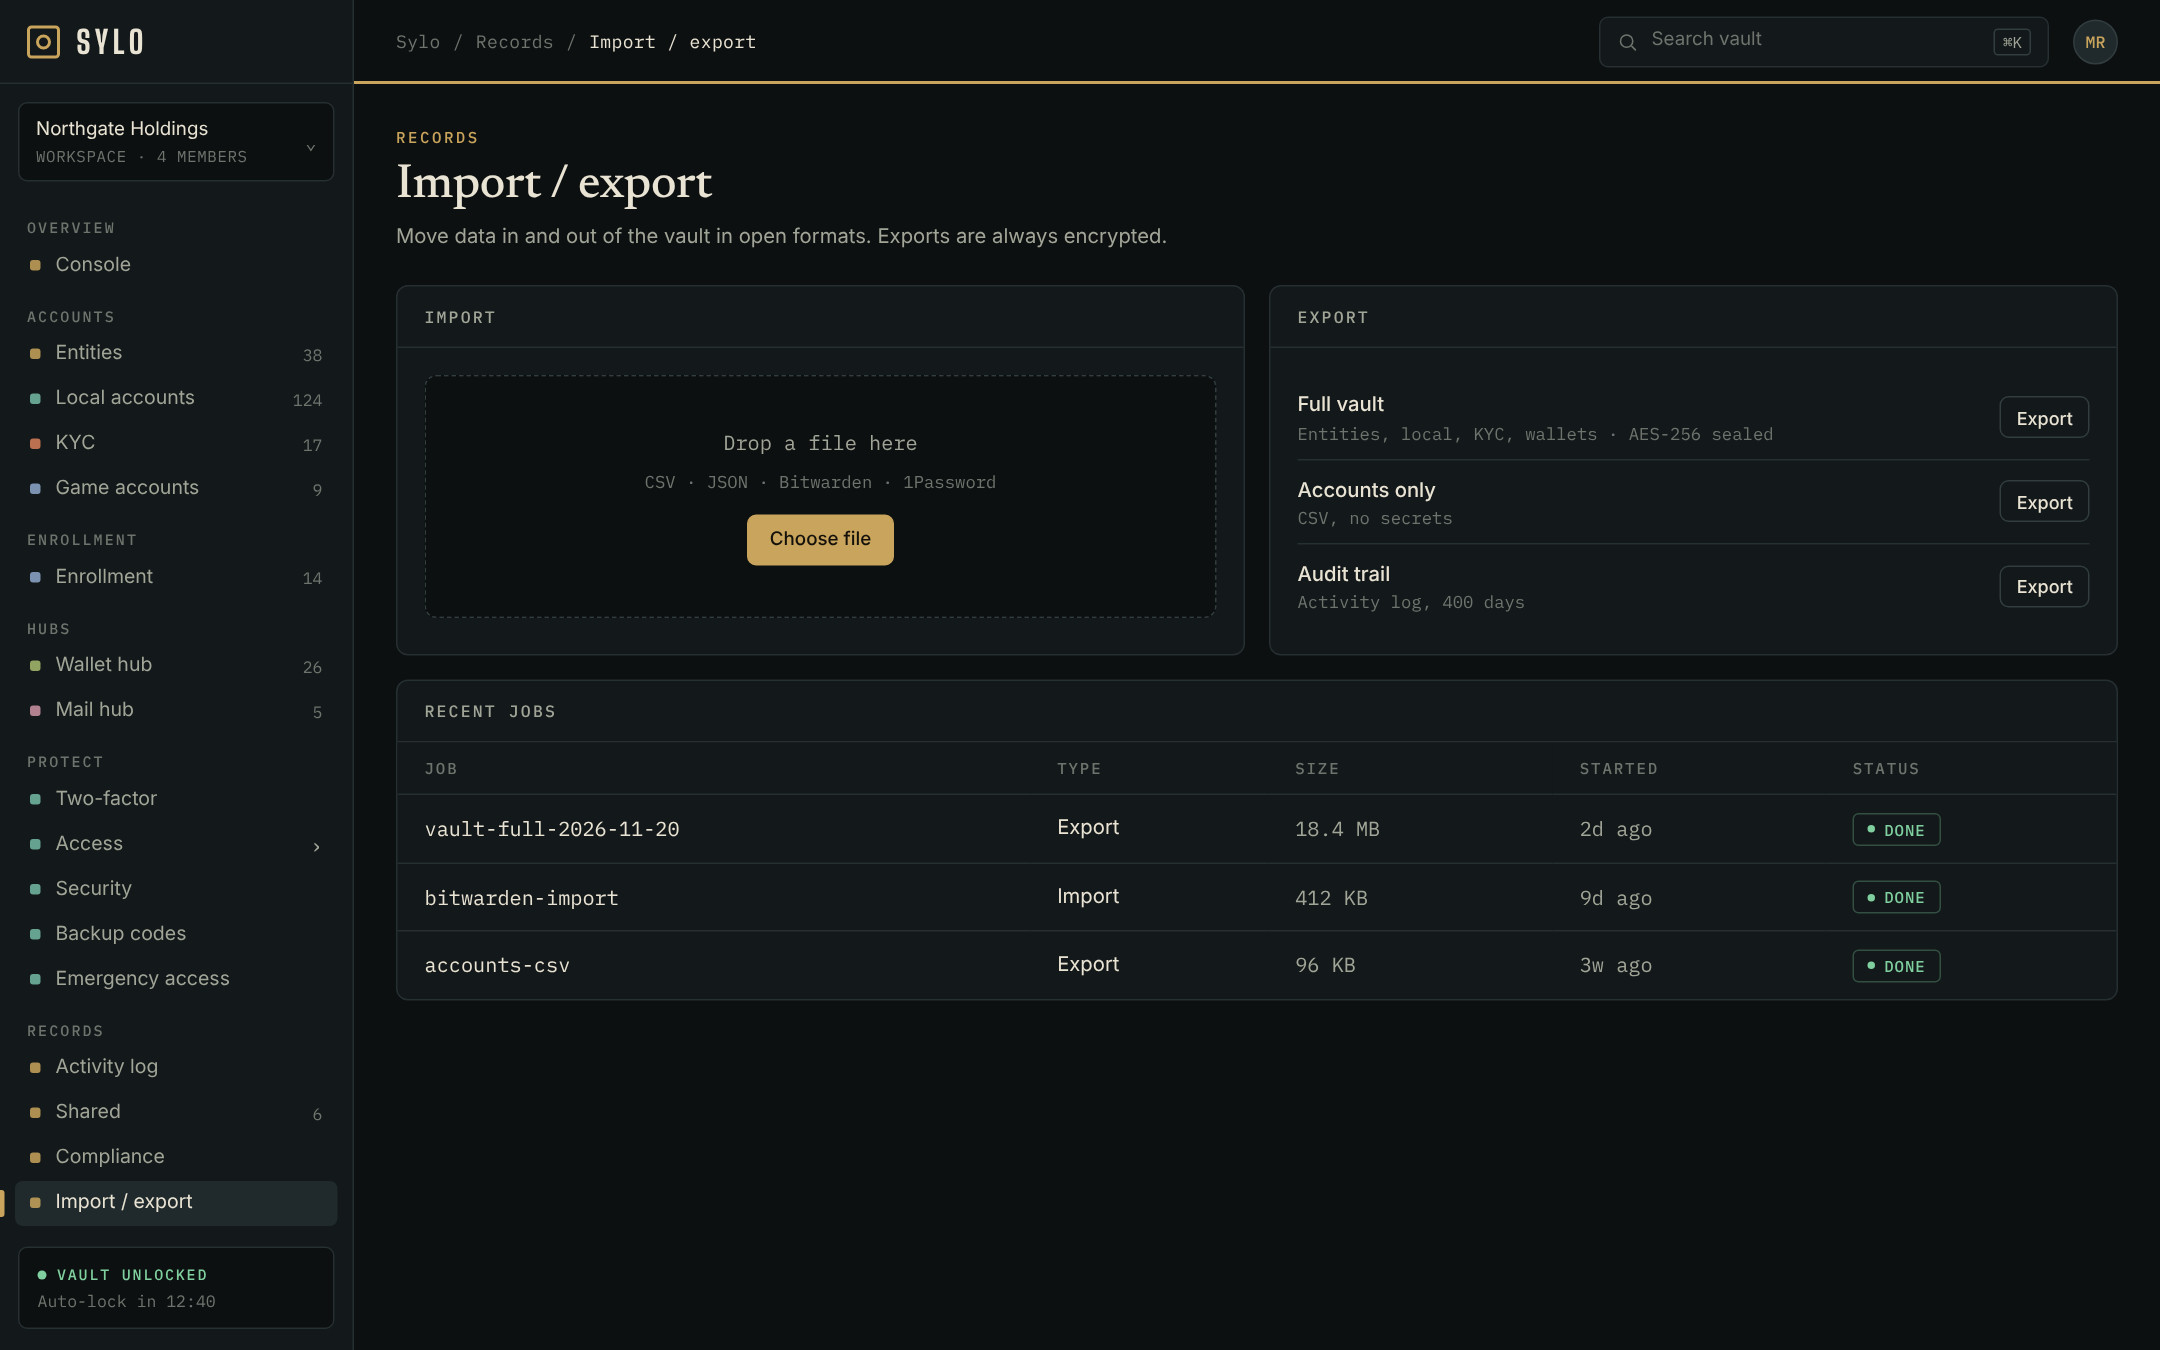 SYLO
Northgate Holdings
WORKSPACE · 4 MEMBERS
OVERVIEW
Console
ACCOUNTS
Entities 38
Local accounts 124
KYC 17
Game accounts 9
ENROLLMENT
Enrollment 14
HUBS
Wallet hub 26
Mail hub 5
PROTECT
Two-factor
Access ›
Security
Backup codes
Emergency access
RECORDS
Activity log
Shared 6
Compliance
Import / export
VAULT UNLOCKED
Auto-lock in 12:40
Sylo / Records / Import / export
Search vault ⌘K
MR
RECORDS
Import / export
Move data in and out of the vault in open formats. Exports are always encrypted.
IMPORT
Drop a file here
CSV · JSON · Bitwarden · 1Password
Choose file
EXPORT
Full vault
Entities, local, KYC, wallets · AES-256 sealed
Export
Accounts only
CSV, no secrets
Export
Audit trail
Activity log, 400 days
Export
RECENT JOBS
JOB TYPE SIZE STARTED STATUS
vault-full-2026-11-20 Export 18.4 MB 2d ago DONE
bitwarden-import Import 412 KB 9d ago DONE
accounts-csv Export 96 KB 3w ago DONE